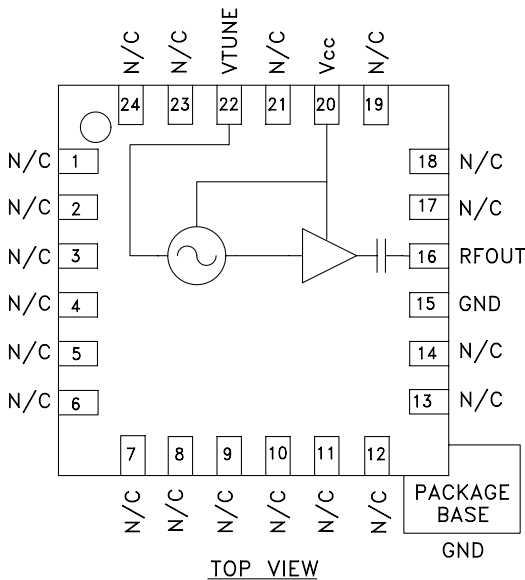 N/C N/C VTUNE N/C Vcc N/C
24 23 22 21 20 19
N/C 1 18 N/C
N/C 2 17 N/C
N/C 3 16 RFOUT
N/C 4 15 GND
N/C 5 14 N/C
N/C 6 13 N/C
7 8 9 10 11 12
N/C N/C N/C N/C N/C N/C
PACKAGE
BASE
GND
TOP VIEW